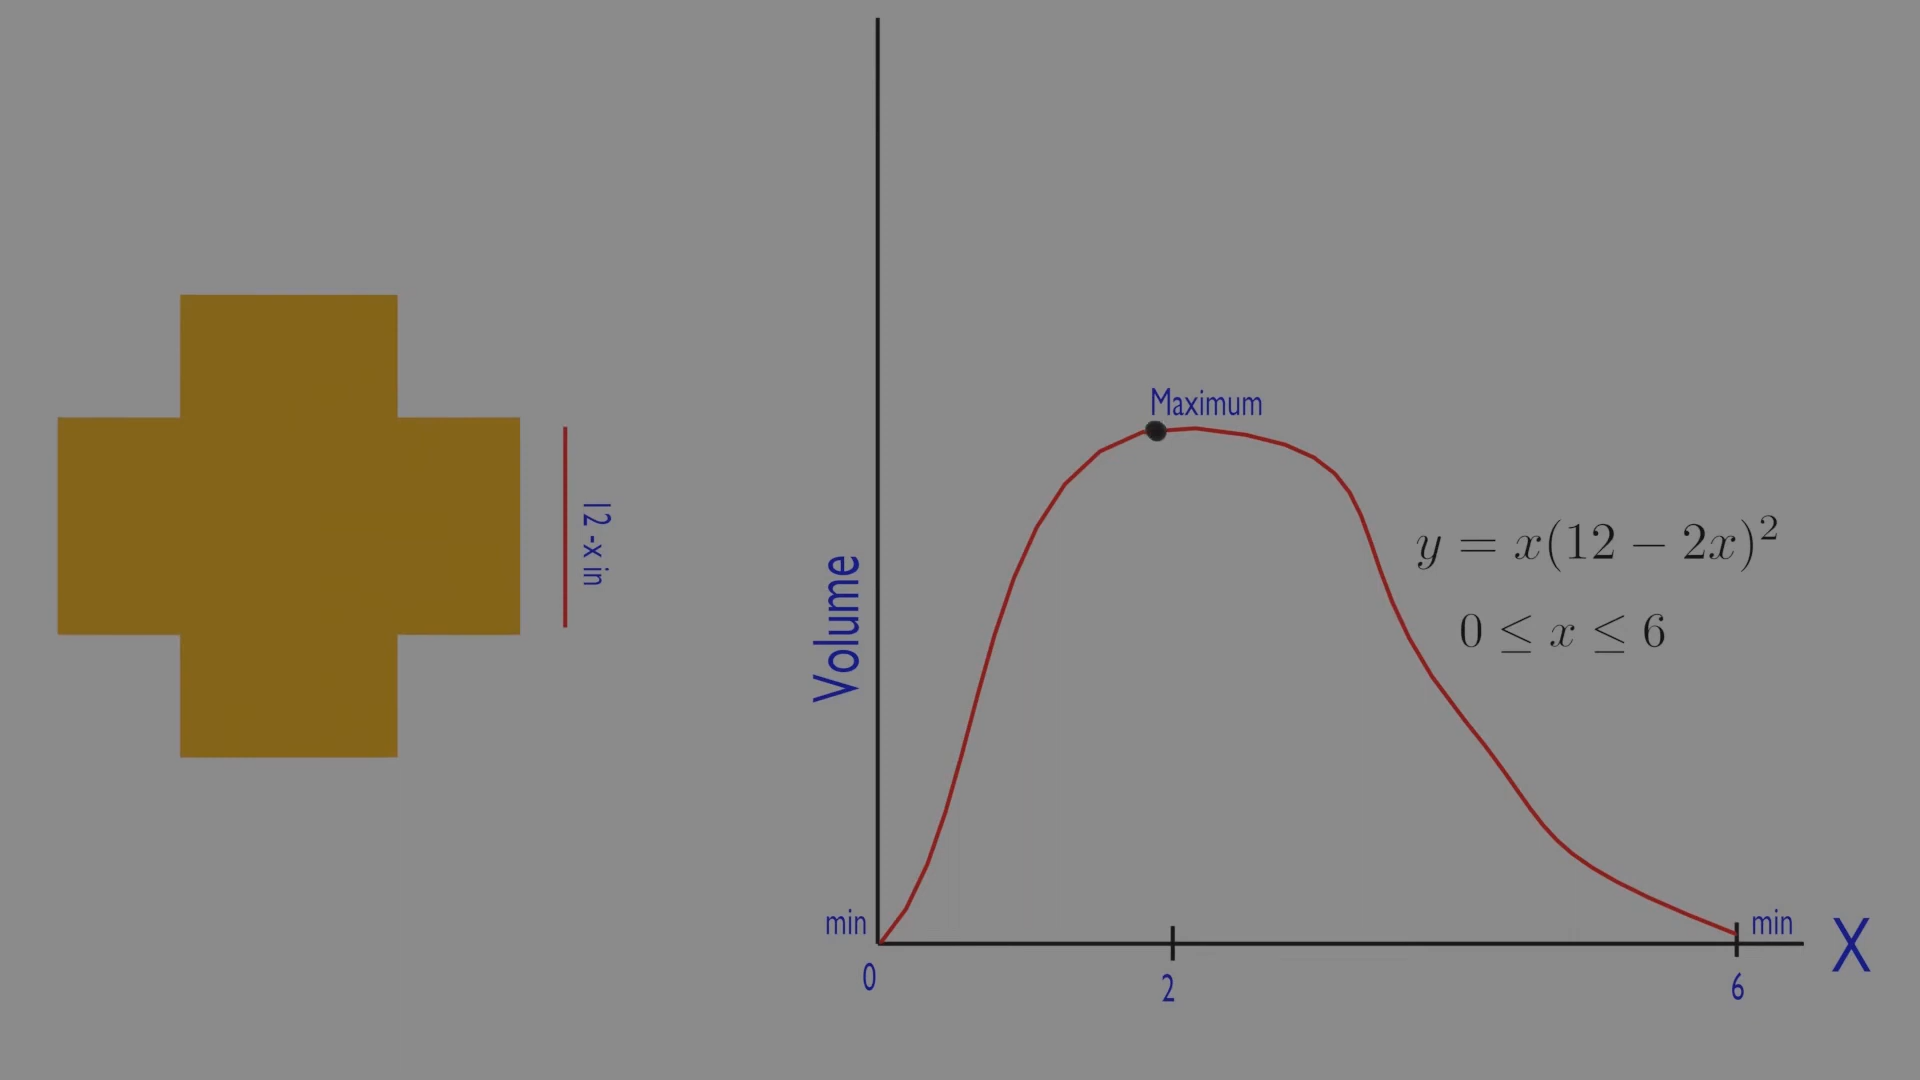 12 -x in
Volume
Maximum
y = x(12 − 2x)²
0 ≤ x ≤ 6
min
min
X
0
2
6